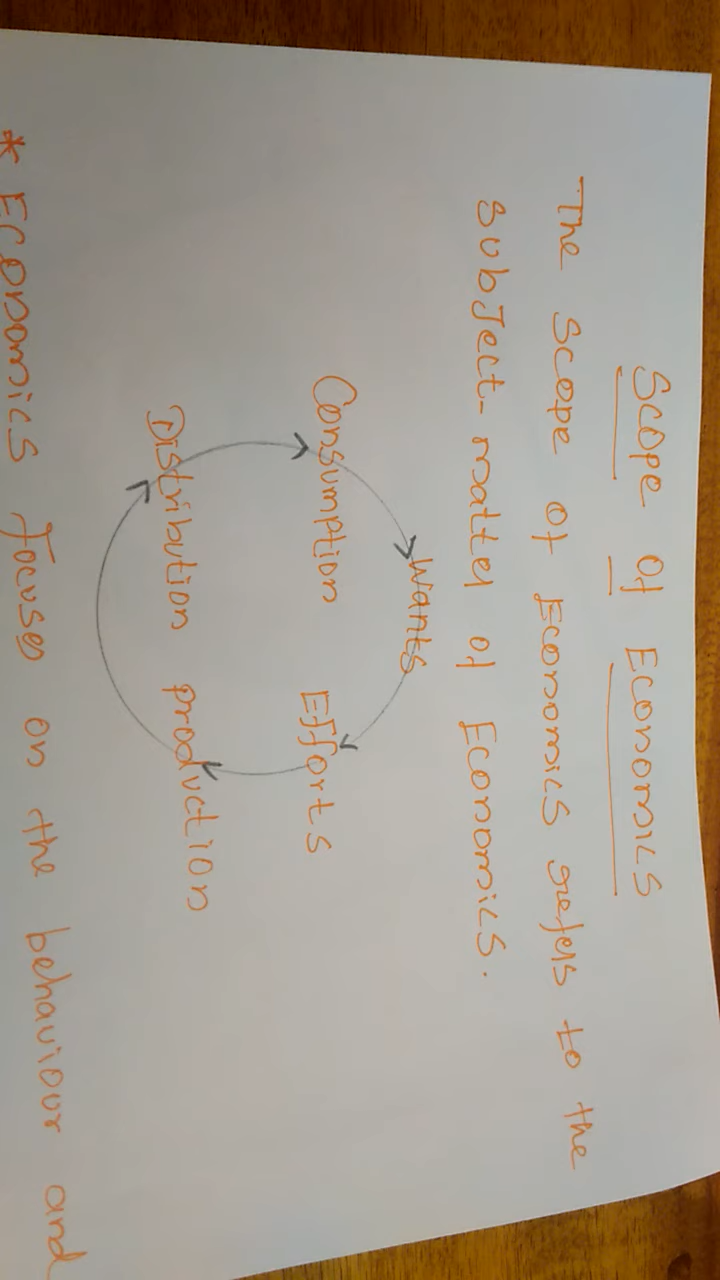 Scope of Economics
The Scope of Economics refers to the
Subject-matter of Economics.
Wants
Consumption Efforts
Distribution production
* Economics focuses on the behaviour and